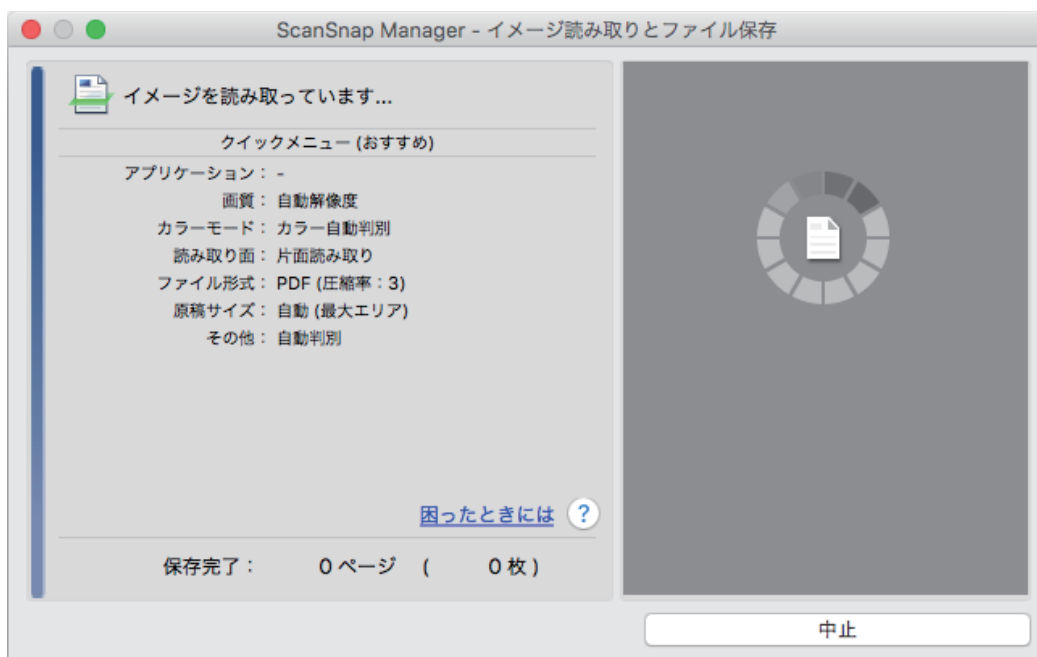 ScanSnap Manager - イメージ読み取りとファイル保存
イメージを読み取っています...
クイックメニュー (おすすめ)
アプリケーション： -
画質： 自動解像度
カラーモード： カラー自動判別
読み取り面： 片面読み取り
ファイル形式： PDF (圧縮率：3)
原稿サイズ： 自動 (最大エリア)
その他： 自動判別
困ったときには ?
保存完了： 0 ページ ( 0 枚 )
中止